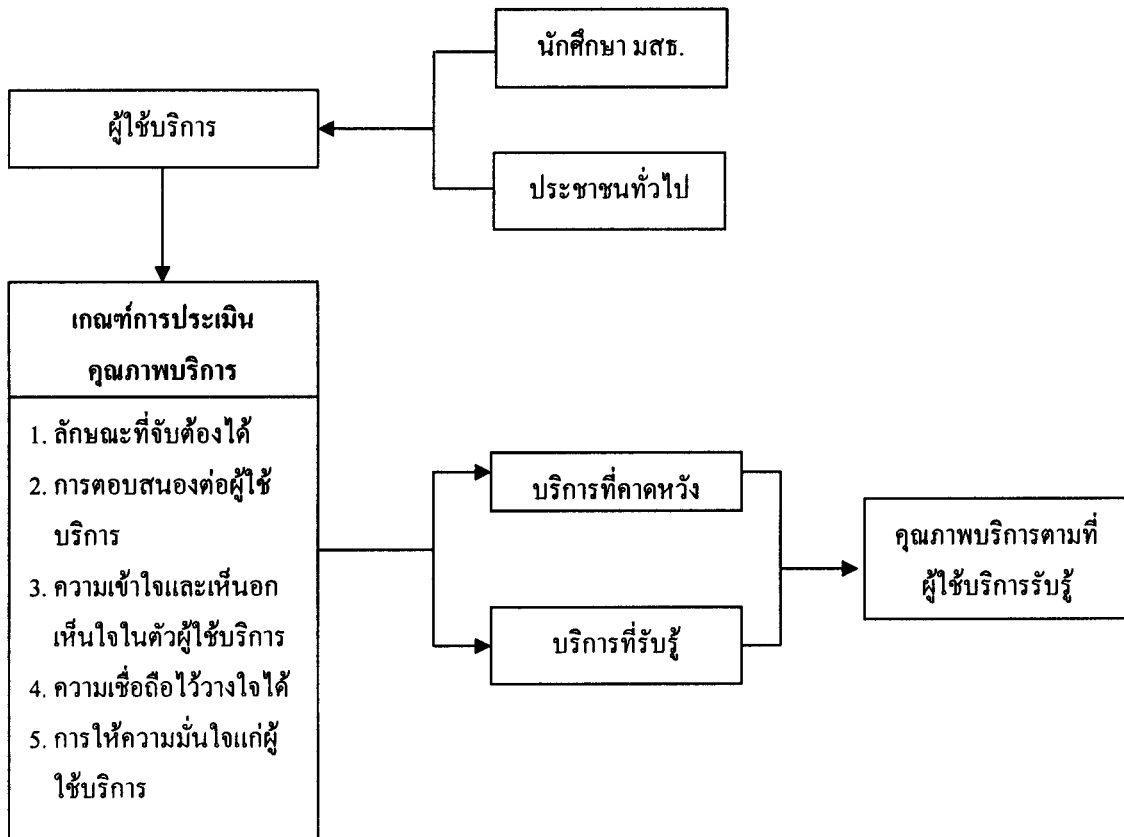 นักศึกษา มสธ.
ผู้ใช้บริการ
ประชาชนทั่วไป
เกณฑ์การประเมิน
คุณภาพบริการ
1. ลักษณะที่จับต้องได้
2. การตอบสนองต่อผู้ใช้
บริการ
3. ความเข้าใจและเห็นอก
เห็นใจในตัวผู้ใช้บริการ
4. ความเชื่อถือไว้วางใจได้
5. การให้ความมั่นใจแก่ผู้
ใช้บริการ
บริการที่คาดหวัง
บริการที่รับรู้
คุณภาพบริการตามที่
ผู้ใช้บริการรับรู้